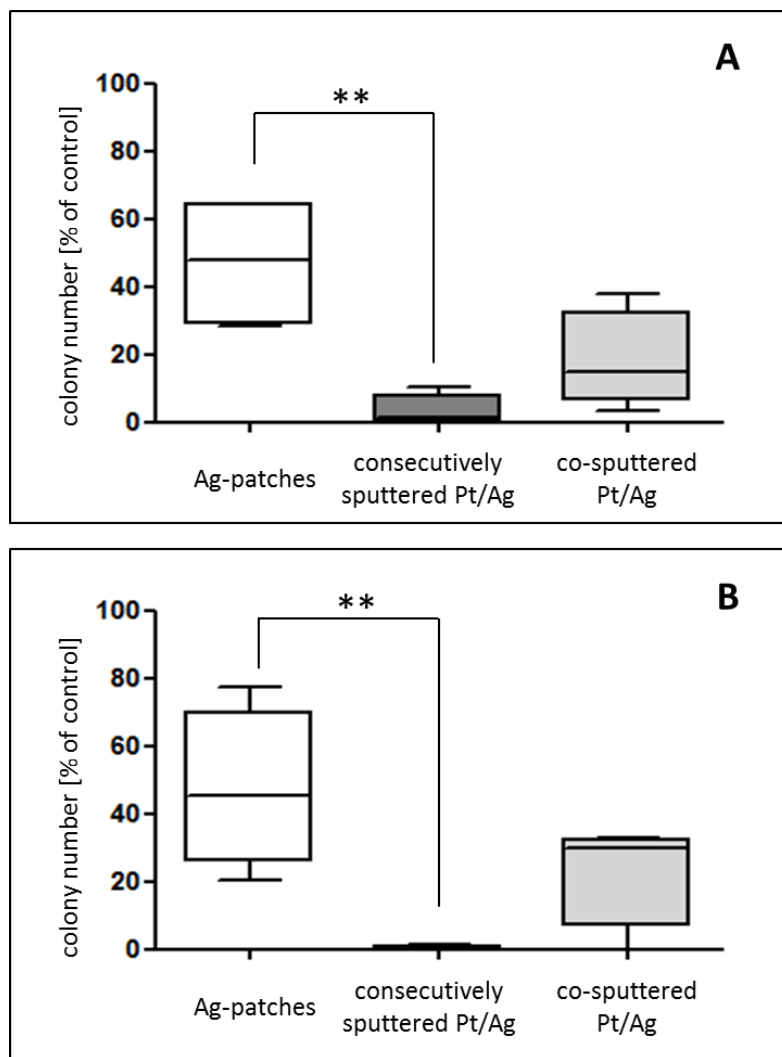 A
colony number [% of control]
100
80
60
40
20
0
**
Ag-patches
consecutively
sputtered Pt/Ag
co-sputtered
Pt/Ag
B
colony number [% of control]
100
80
60
40
20
0
**
Ag-patches
consecutively
sputtered Pt/Ag
co-sputtered
Pt/Ag